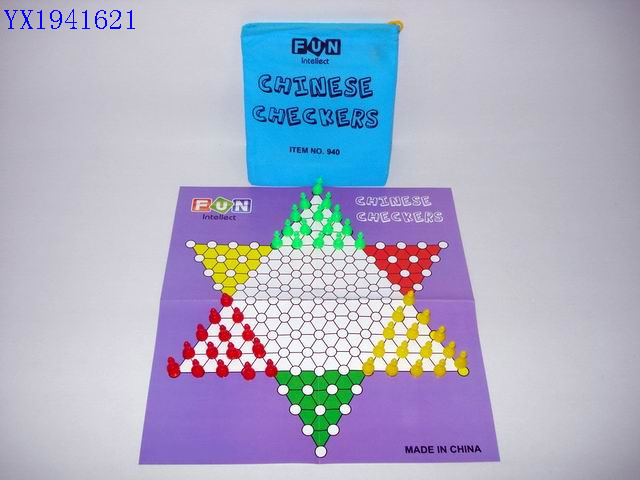 YX1941621
FUN
Intellect
CHINESE
CHECKERS
ITEM NO. 940
FUN
Intellect
CHINESE
CHECKERS
MADE IN CHINA